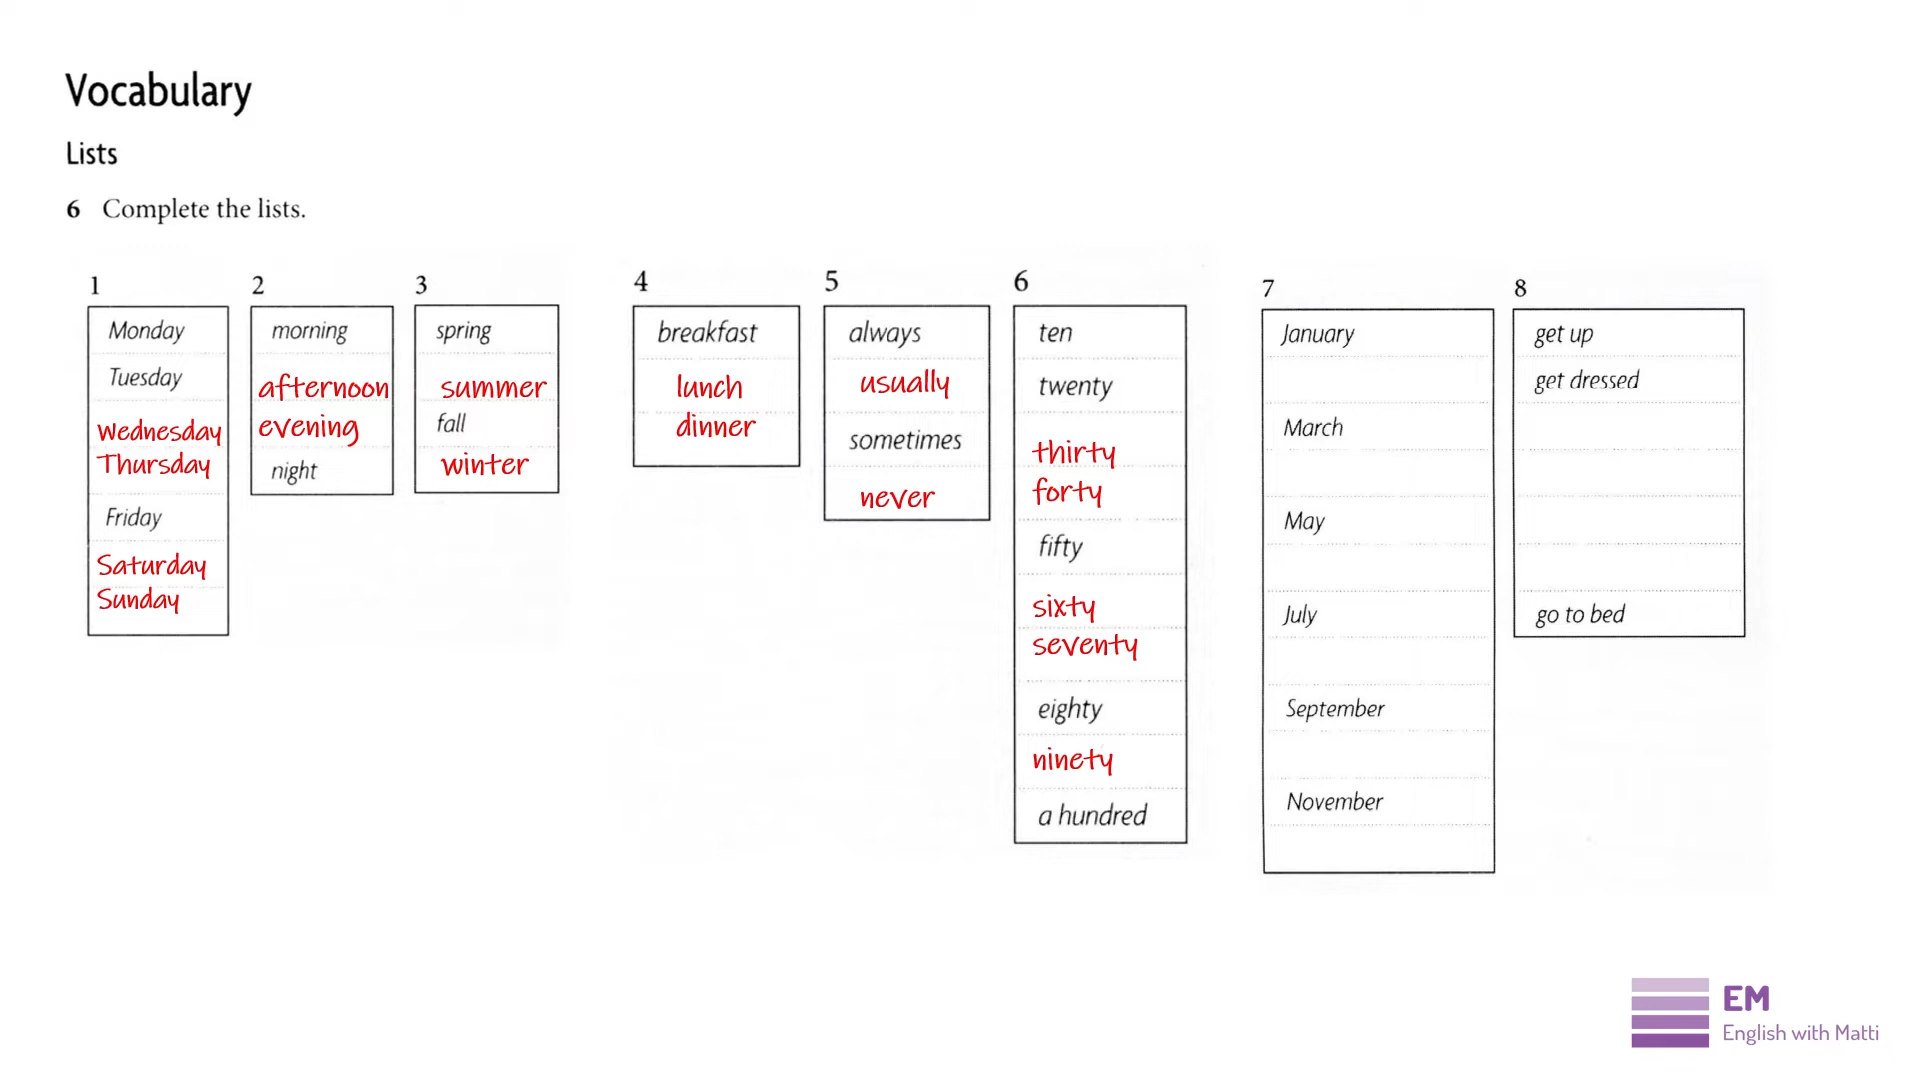 Vocabulary
Lists
6 Complete the lists.
1
Monday
Tuesday
Wednesday
Thursday
Friday
Saturday
Sunday
2
morning
afternoon
evening
night
3
spring
summer
fall
winter
4
breakfast
lunch
dinner
5
always
usually
sometimes
never
6
ten
twenty
thirty
forty
fifty
sixty
seventy
eighty
ninety
a hundred
7
January
March
May
July
September
November
8
get up
get dressed
go to bed
EM
English with Matti